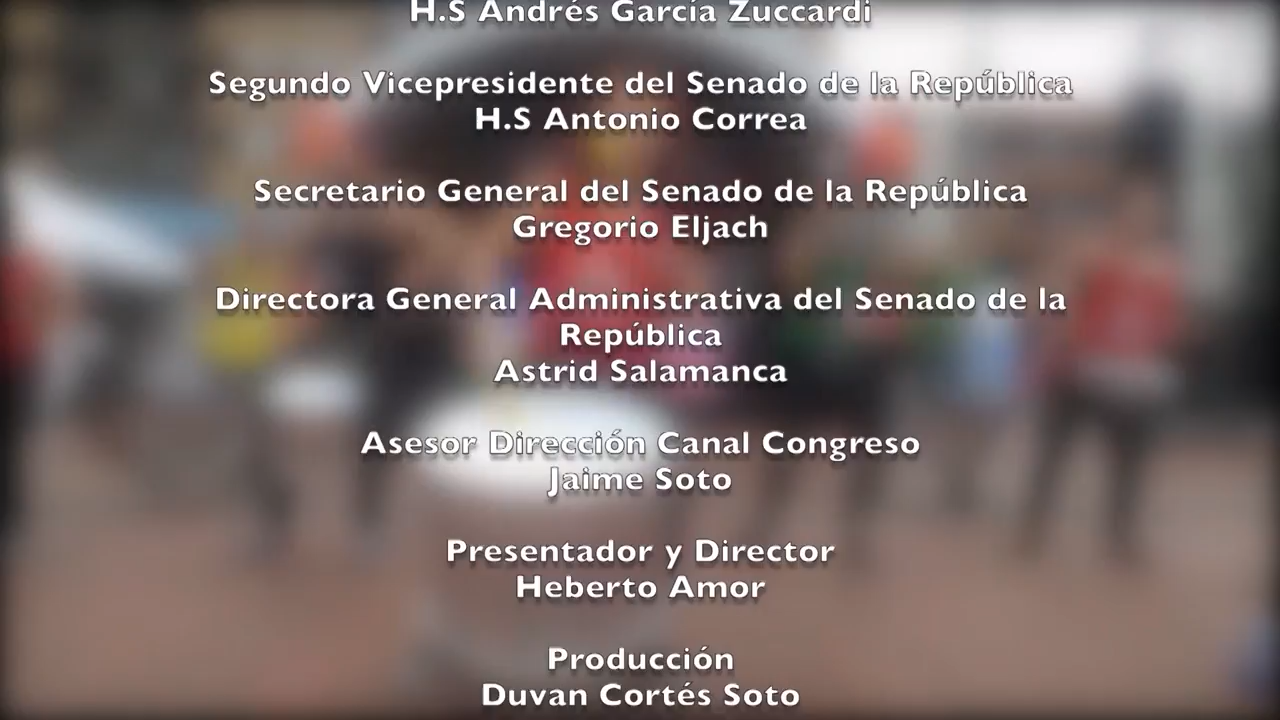 H.S Andrés García Zuccardi
Segundo Vicepresidente del Senado de la República
H.S Antonio Correa
Secretario General del Senado de la República
Gregorio Eljach
Directora General Administrativa del Senado de la
República
Astrid Salamanca
Asesor Dirección Canal Congreso
Jaime Soto
Presentador y Director
Heberto Amor
Producción
Duvan Cortés Soto